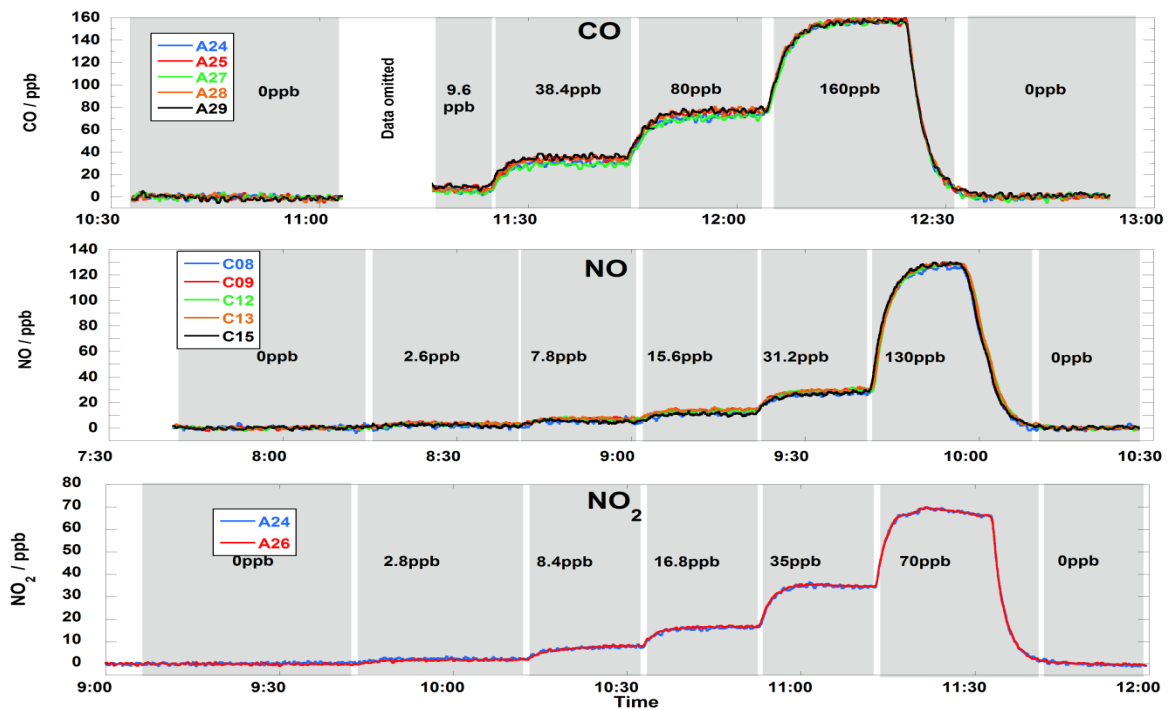 CO
CO / ppb
160
140
120
100
80
60
40
20
0
A24
A25
A27
A28
A29
0ppb
Data omitted
9.6
ppb
38.4ppb
80ppb
160ppb
0ppb
10:30
11:00
11:30
12:00
12:30
13:00
NO
NO / ppb
140
120
100
80
60
40
20
0
C08
C09
C12
C13
C15
0ppb
2.6ppb
7.8ppb
15.6ppb
31.2ppb
130ppb
0ppb
7:30
8:00
8:30
9:00
9:30
10:00
10:30
NO₂
NO₂ / ppb
80
70
60
50
40
30
20
10
0
A24
A26
0ppb
2.8ppb
8.4ppb
16.8ppb
35ppb
70ppb
0ppb
9:00
9:30
10:00
10:30
11:00
11:30
12:00
Time